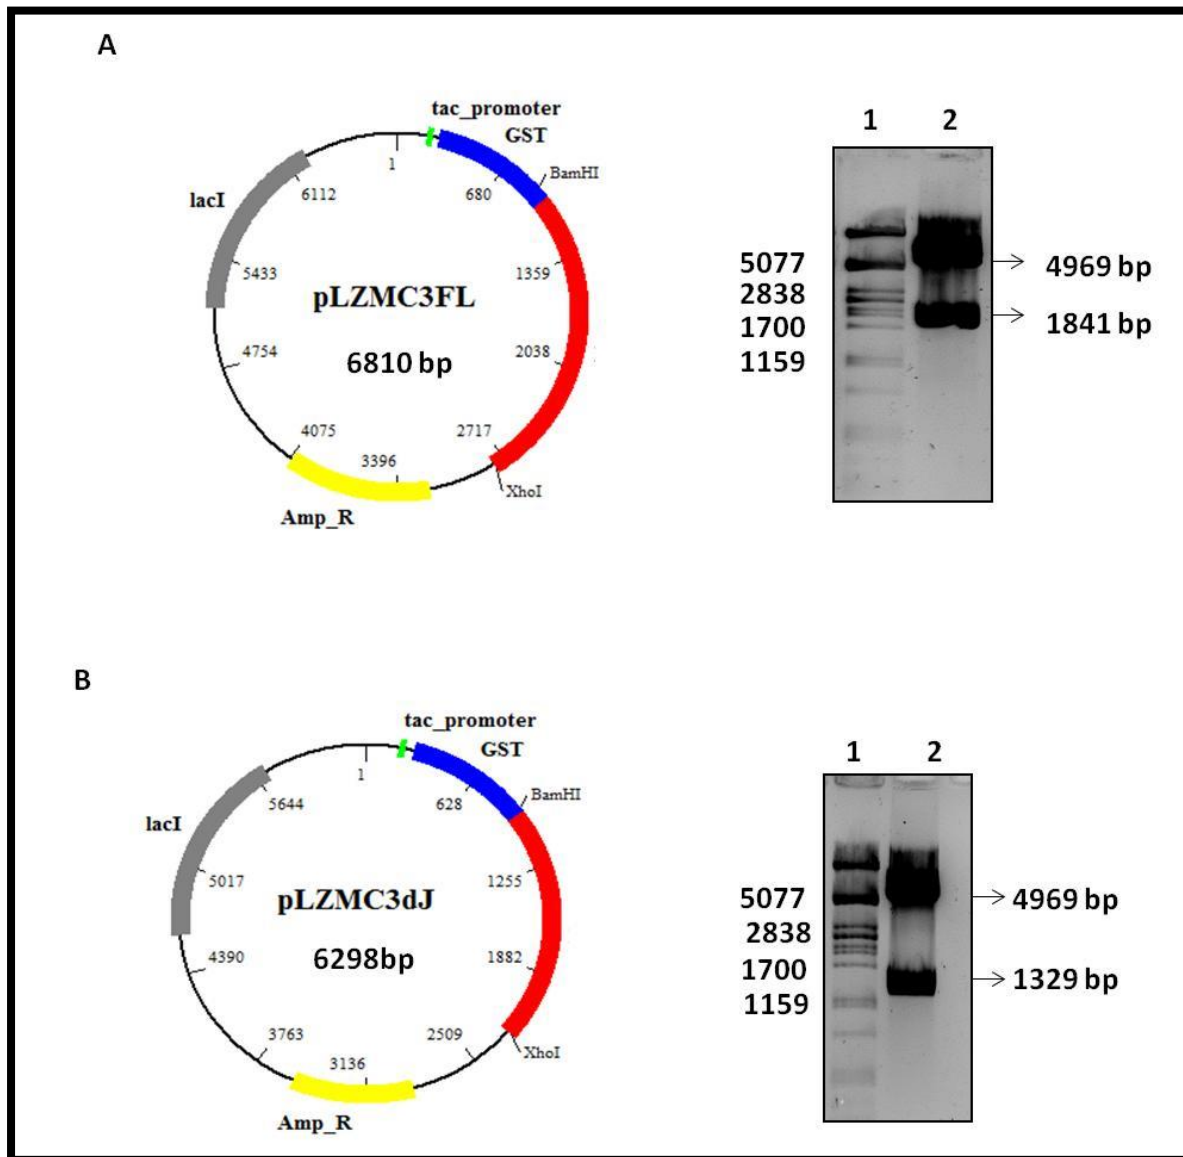 A
tac_promoter
GST
BamHI
1
680
6112
lacI
5433
1359
pLZMC3FL
6810 bp
4754
2038
4075
2717
3396
XhoI
Amp_R
1 2
5077
2838
1700
1159
4969 bp
1841 bp
B
tac_promoter
GST
BamHI
1
628
5644
lacI
5017
1255
pLZMC3dJ
6298bp
4390
1882
3763
2509
3136
XhoI
Amp_R
1 2
5077
2838
1700
1159
4969 bp
1329 bp